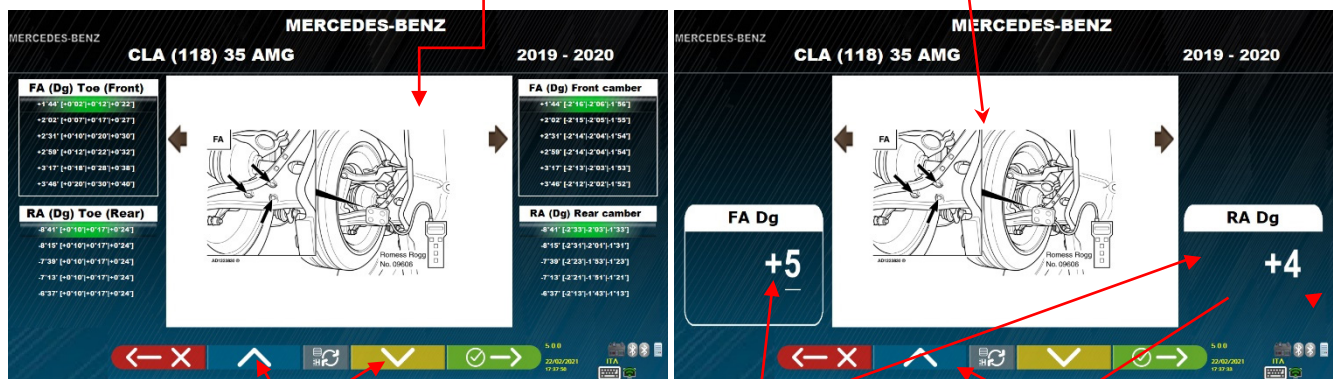 MERCEDES-BENZ
MERCEDES-BENZ
CLA (118) 35 AMG
2019 - 2020
FA (Dg) Toe (Front)
+1'44' [+0'02'|+0'12'|+0'22']
+2'02' [+0'07'|+0'17'|+0'27']
+2'31' [+0'10'|+0'20'|+0'30']
+2'59' [+0'12'|+0'22'|+0'32']
+3'17' [+0'18'|+0'28'|+0'38']
+3'46' [+0'20'|+0'30'|+0'40']
RA (Dg) Toe (Rear)
-8'41' [+0'10'|+0'17'|+0'24']
-8'15' [+0'10'|+0'17'|+0'24']
-7'39' [+0'10'|+0'17'|+0'24']
-7'13' [+0'10'|+0'17'|+0'24']
-6'37' [+0'10'|+0'17'|+0'24']
FA
Romess Rogg
No. 09606
FA (Dg) Front camber
+1'44' [-2'16'|-2'06'|-1'56']
+2'02' [-2'15'|-2'05'|-1'55']
+2'31' [-2'14'|-2'04'|-1'54']
+2'59' [-2'14'|-2'04'|-1'54']
+3'17' [-2'13'|-2'03'|-1'53']
+3'46' [-2'12'|-2'02'|-1'52']
RA (Dg) Rear camber
-8'41' [-2'33'|-2'03'|-1'33']
-8'15' [-2'31'|-2'01'|-1'31']
-7'39' [-2'23'|-1'53'|-1'23']
-7'13' [-2'21'|-1'51'|-1'21']
-6'37' [-2'13'|-1'43'|-1'13']
5 0 0
22/02/2021
17:37:50
ITA
MERCEDES-BENZ
MERCEDES-BENZ
CLA (118) 35 AMG
2019 - 2020
FA Dg
+5
FA
Romess Rogg
No. 09606
RA Dg
+4
5 0 0
22/02/2021
17:37:58
ITA